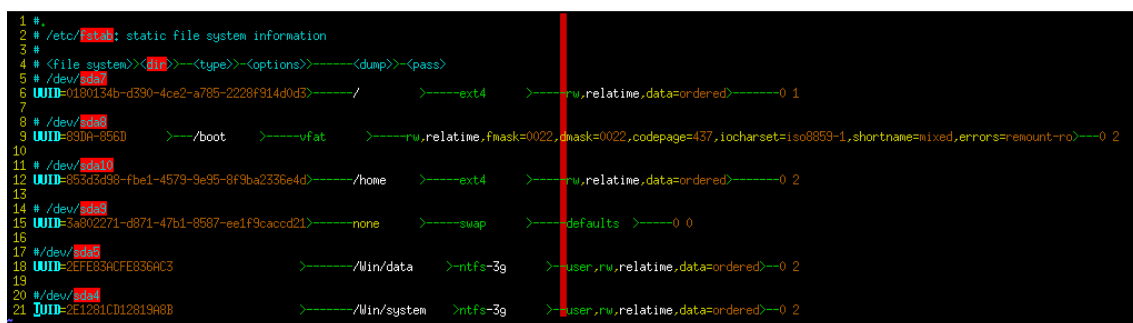 1 #.
2 # /etc/fstab: static file system information
3 #
4 # <file system>><dir>>--<type>>-<options>>------<dump>>-<pass>
5 # /dev/sda7
6 UUID=0180134b-d390-4ce2-a785-2228f914d0d3>------/ >-----ext4 >-----rw,relatime,data=ordered>-------0 1
7
8 # /dev/sda8
9 UUID=89DA-856D >---/boot >-----vfat >-----rw,relatime,fmask=0022,dmask=0022,codepage=437,iocharset=iso8859-1,shortname=mixed,errors=remount-ro>---0 2
10
11 # /dev/sda10
12 UUID=853d3d98-fbe1-4579-9e95-8f9ba2336e4d>------/home >-----ext4 >-----rw,relatime,data=ordered>-------0 2
13
14 # /dev/sda9
15 UUID=3a802271-d871-47b1-8587-ee1f9caccd21>------none >-----swap >-----defaults >-----0 0
16
17 #/dev/sda5
18 UUID=2EFE83ACFE836AC3 >-------/Win/data >-ntfs-3g >--user,rw,relatime,data=ordered>--0 2
19
20 #/dev/sda4
21 UUID=2E1281CD12819A8B >-------/Win/system >ntfs-3g >--user,rw,relatime,data=ordered>--0 2
~